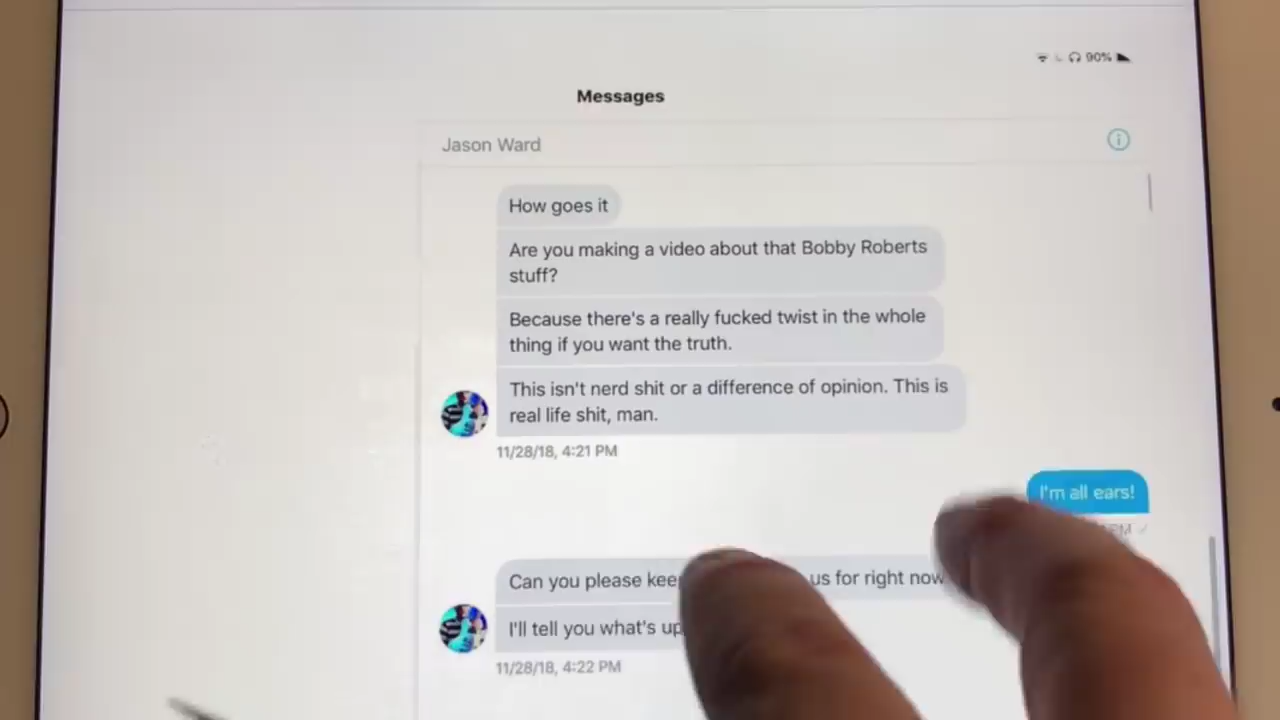 90%
Messages
Jason Ward
How goes it
Are you making a video about that Bobby Roberts
stuff?
Because there's a really fucked twist in the whole
thing if you want the truth.
This isn't nerd shit or a difference of opinion. This is
real life shit, man.
11/28/18, 4:21 PM
I'm all ears!
PM
Can you please us for right now
I'll tell you what's up
11/28/18, 4:22 PM